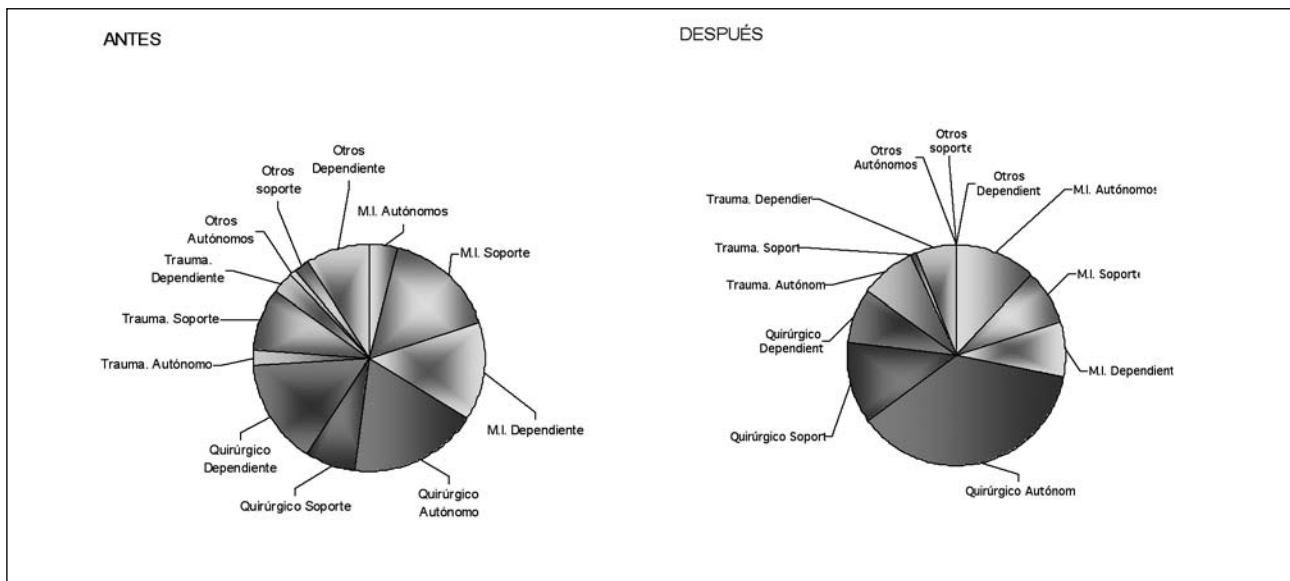 ANTES
Otros
Dependiente
Otros
soporte
M.I. Autónomos
Otros
Autónomos
M.I. Soporte
Trauma.
Dependiente
Trauma. Soporte
Trauma. Autónomo
M.I. Dependiente
Quirúrgico
Dependiente
Quirúrgico Soporte
Quirúrgico
Autónomo
DESPUÉS
Otros
soporte
Otros
Autónomos
Otros
Dependient
M.I. Autónomos
Trauma. Dependier
Trauma. Soport
M.I. Soporte
Trauma. Autónom
Quirúrgico
Dependient
M.I. Dependient
Quirúrgico Soport
Quirúrgico Autónom